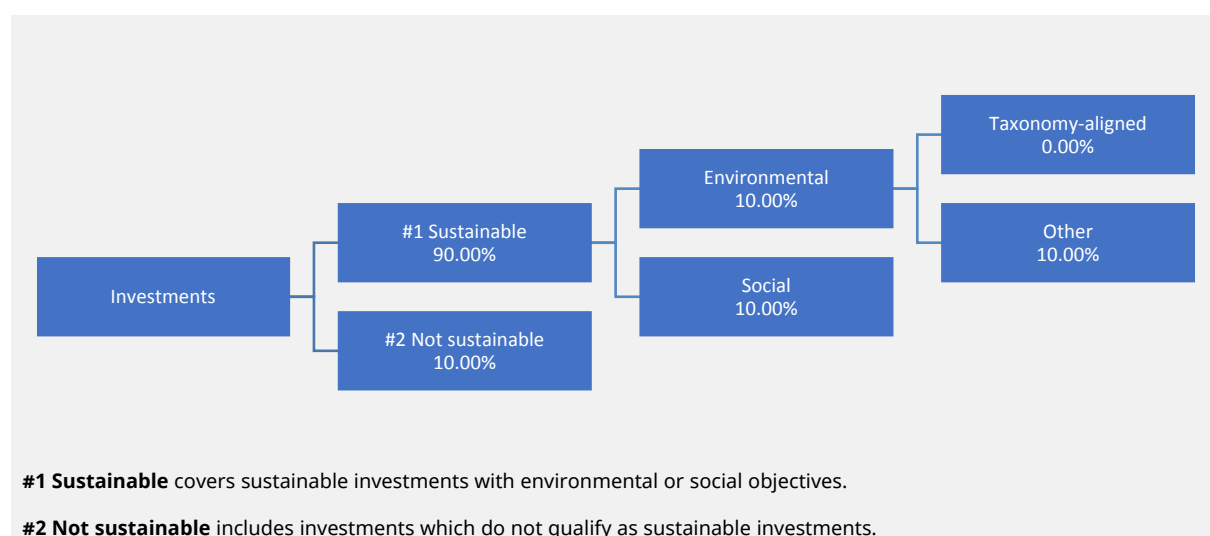 Taxonomy-aligned
0.00%
Environmental
10.00%
#1 Sustainable
90.00%
Other
10.00%
Investments
Social
10.00%
#2 Not sustainable
10.00%
#1 Sustainable covers sustainable investments with environmental or social objectives.
#2 Not sustainable includes investments which do not qualify as sustainable investments.